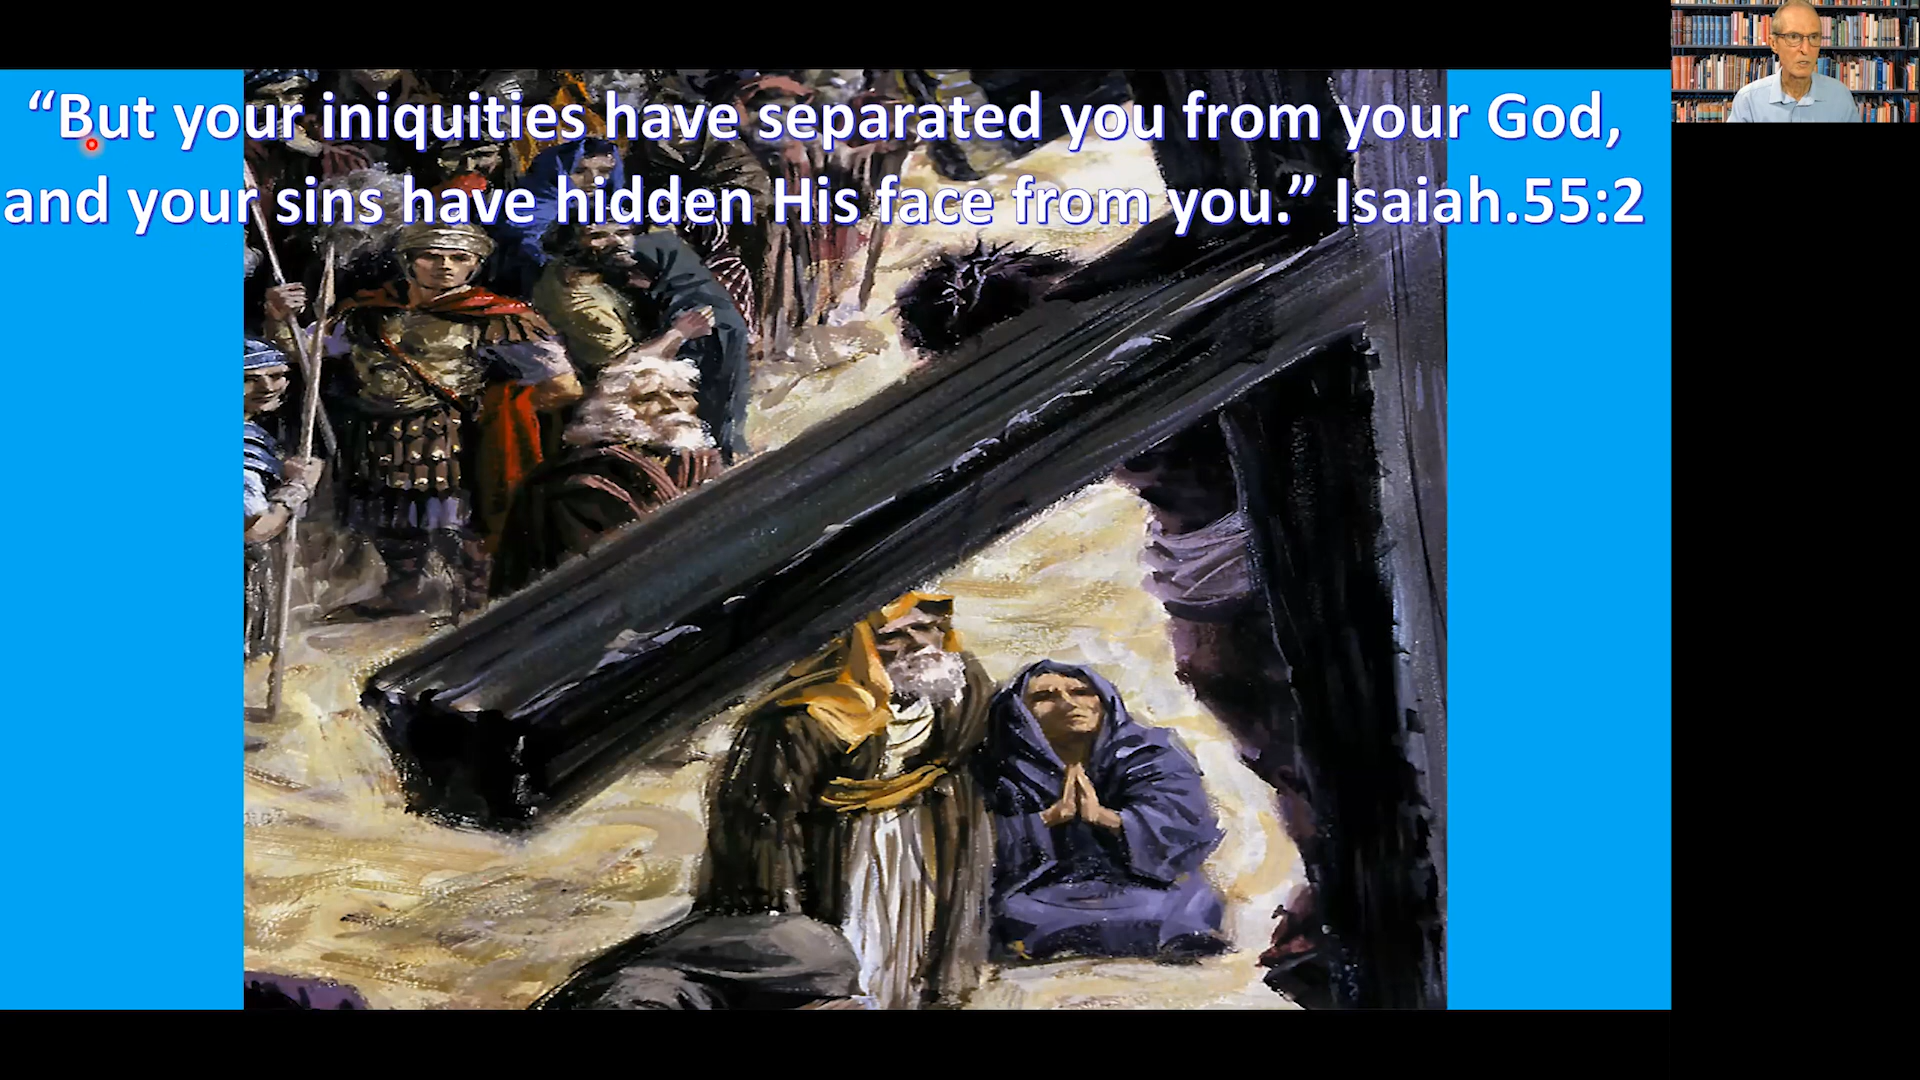 “But your iniquities have separated you from your God,
and your sins have hidden His face from you.” Isaiah.55:2